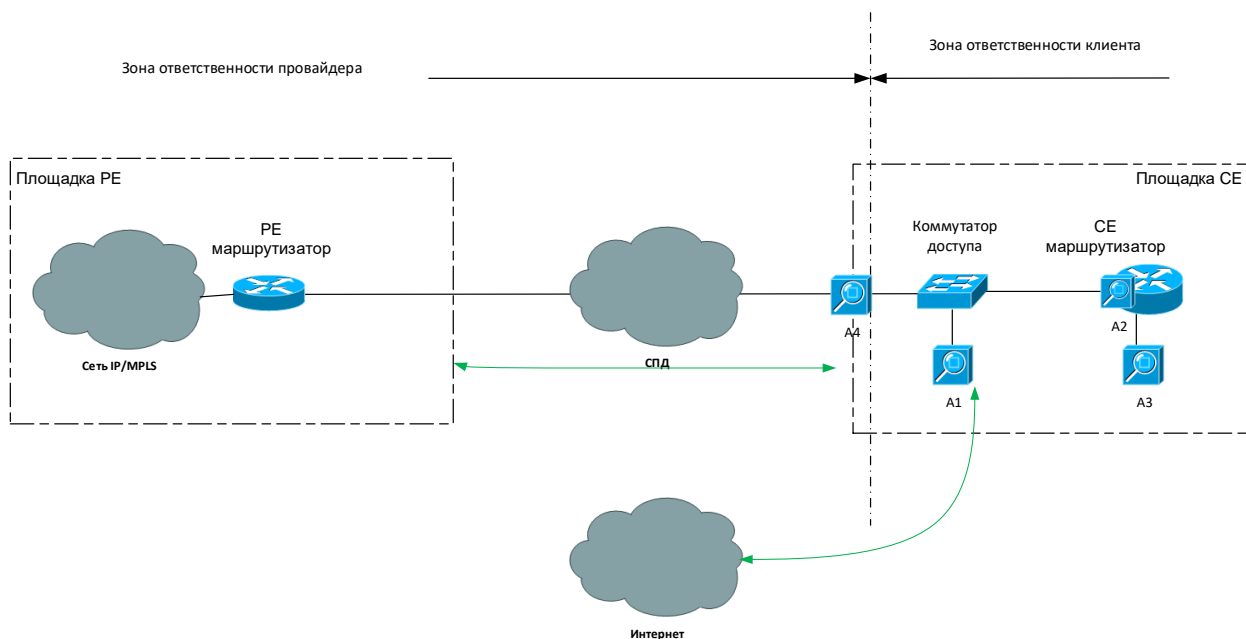 Зона ответственности клиента
Зона ответственности провайдера
Площадка PE
Площадка CE
PE
маршрутизатор
Коммутатор
доступа
CE
маршрутизатор
A2
A4
Сеть IP/MPLS
СПД
A1
A3
Интернет